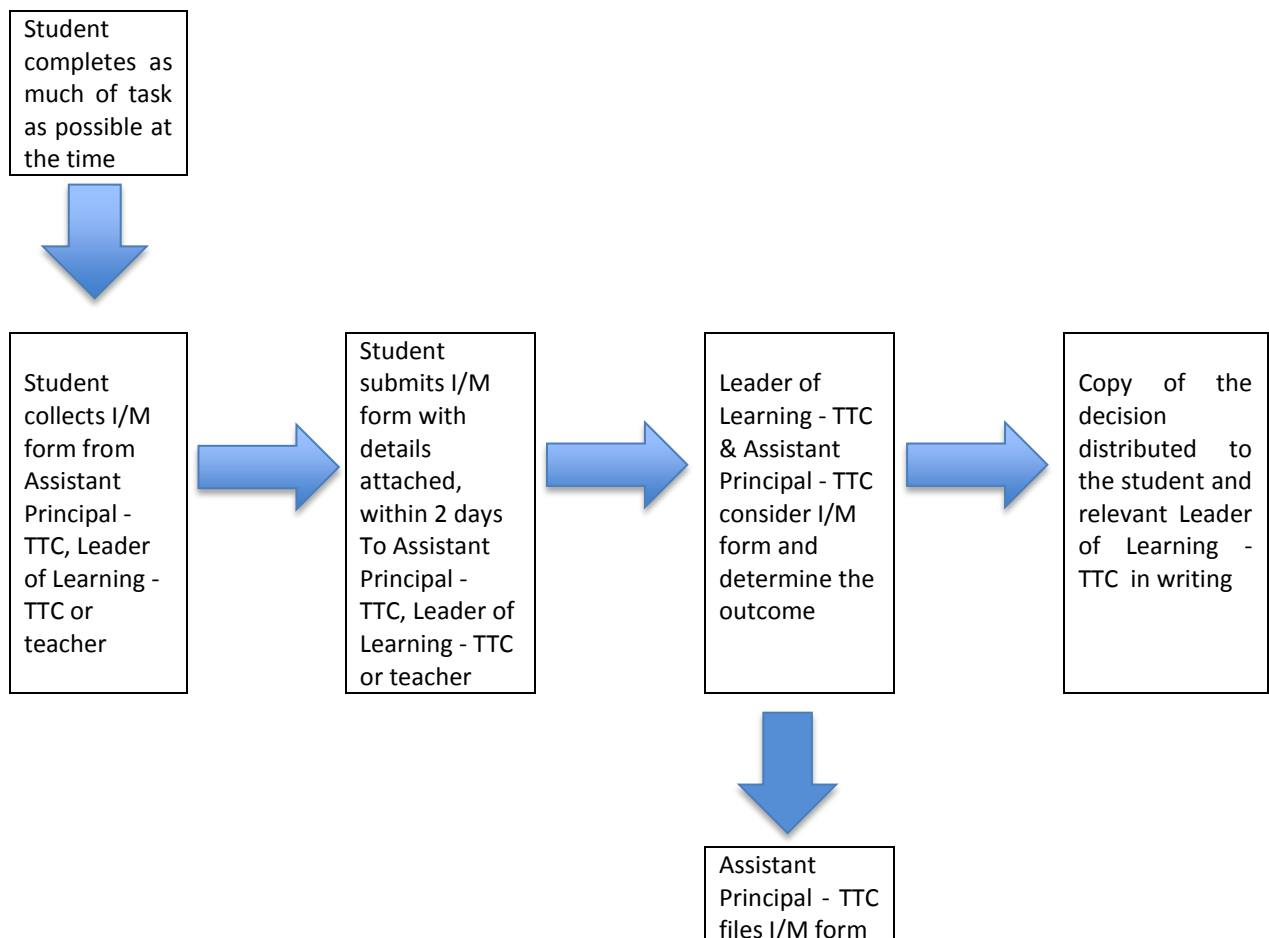 Student
completes as
much of task
as possible at
the time
Student
collects I/M
form from
Assistant
Principal -
TTC, Leader
of Learning -
TTC or
teacher
Student
submits I/M
form with
details
attached,
within 2 days
To Assistant
Principal -
TTC, Leader of
Learning - TTC
or teacher
Leader of
Learning - TTC
& Assistant
Principal - TTC
consider I/M
form and
determine the
outcome
Copy of the
decision
distributed to
the student and
relevant Leader
of Learning -
TTC in writing
Assistant
Principal - TTC
files I/M form